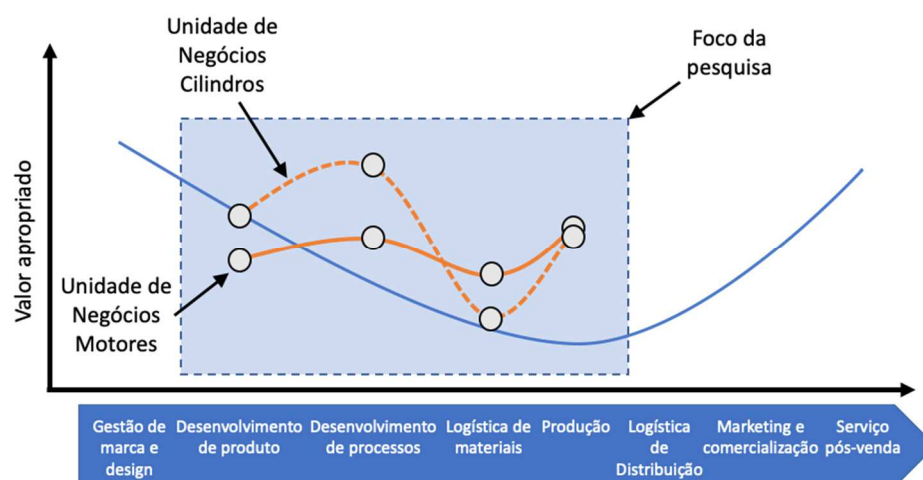 Unidade de
Negócios
Cilindros
Foco da
pesquisa
Valor apropriado
Unidade de
Negócios
Motores
Gestão de
marca e
design
Desenvolvimento
de produto
Desenvolvimento
de processos
Logística de
materiais
Produção
Logística
de
Distribuição
Marketing e
comercialização
Serviço
pós-venda